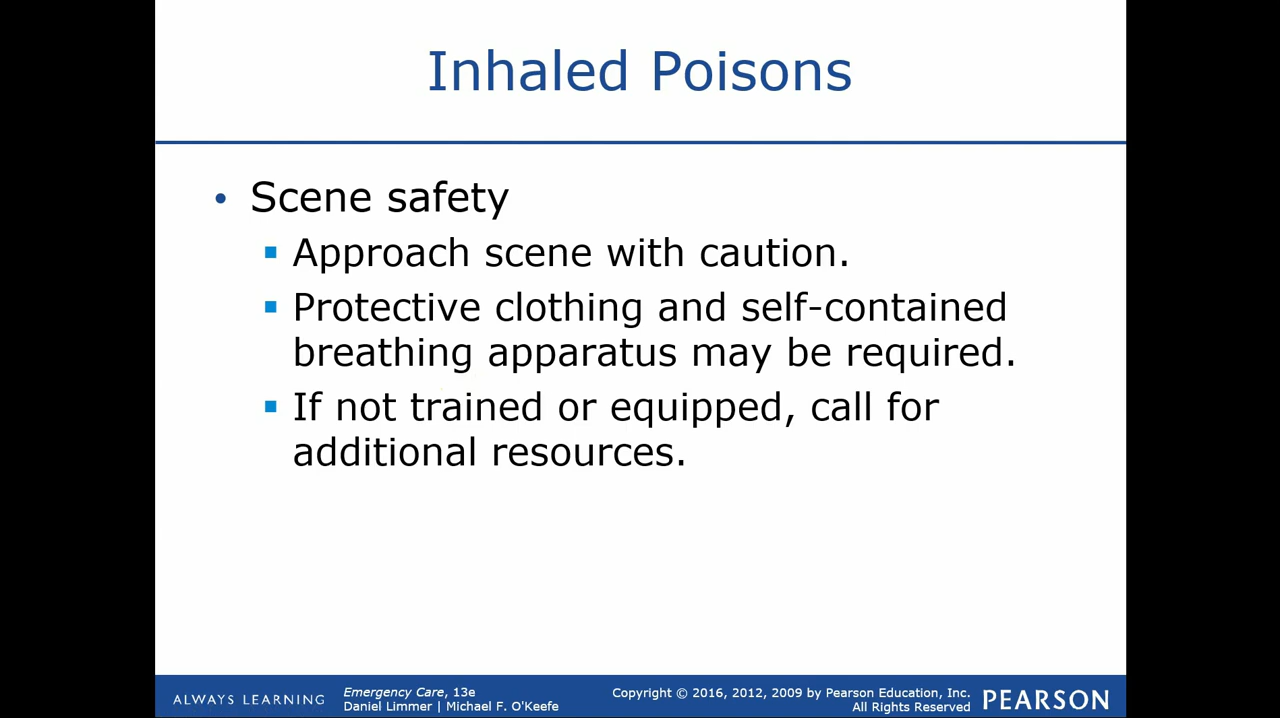 Inhaled Poisons
• Scene safety
▪ Approach scene with caution.
▪ Protective clothing and self-contained
breathing apparatus may be required.
▪ If not trained or equipped, call for
additional resources.
ALWAYS LEARNING
Emergency Care, 13e
Daniel Limmer | Michael F. O'Keefe
Copyright © 2016, 2012, 2009 by Pearson Education, Inc.
All Rights Reserved
PEARSON